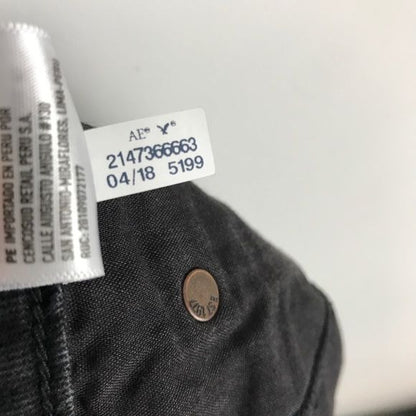 PE IMPORTADO EN PERU POR
CENCOSUD RETAIL PERU S.A.
CALLE AUGUSTO ANGULO #130
SAN ANTONIO-MIRAFLORES, LIMA-PERU
AE®
2147366663
04/18 5199